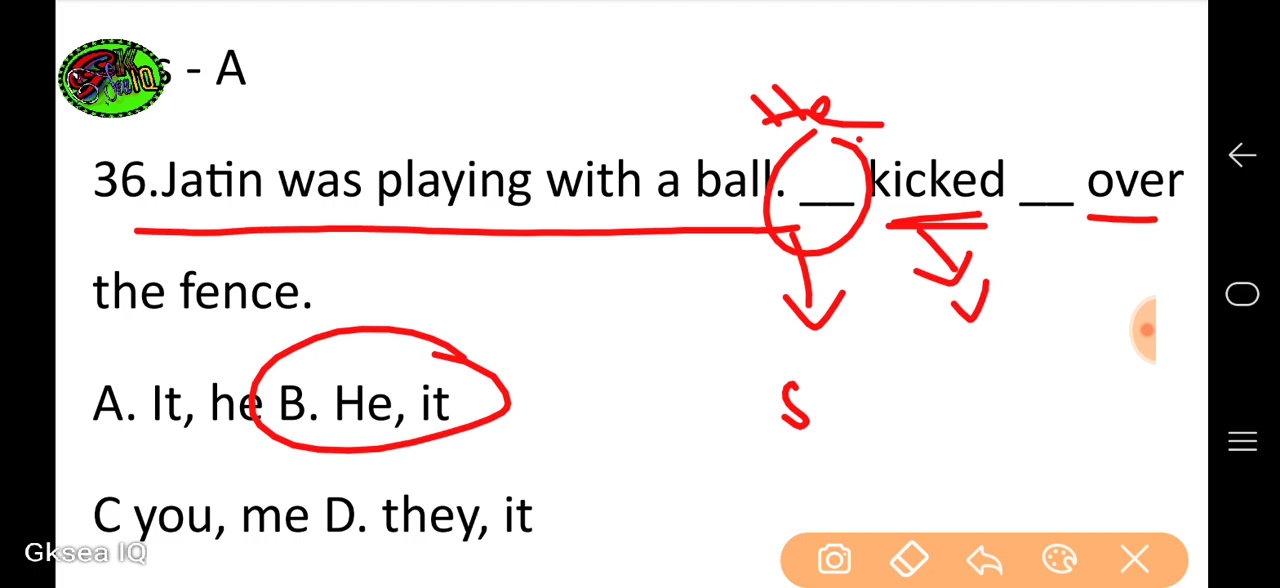 s - A
He
36.Jatin was playing with a ball. __ kicked __ over
the fence.
A. It, he B. He, it
S
C you, me D. they, it
Gksea IQ